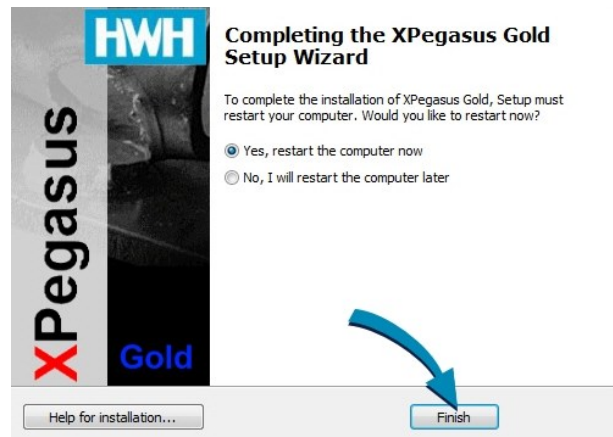 HWH
XPegasus
Gold
Completing the XPegasus Gold
Setup Wizard
To complete the installation of XPegasus Gold, Setup must
restart your computer. Would you like to restart now?
Yes, restart the computer now
No, I will restart the computer later
Help for installation...
Finish